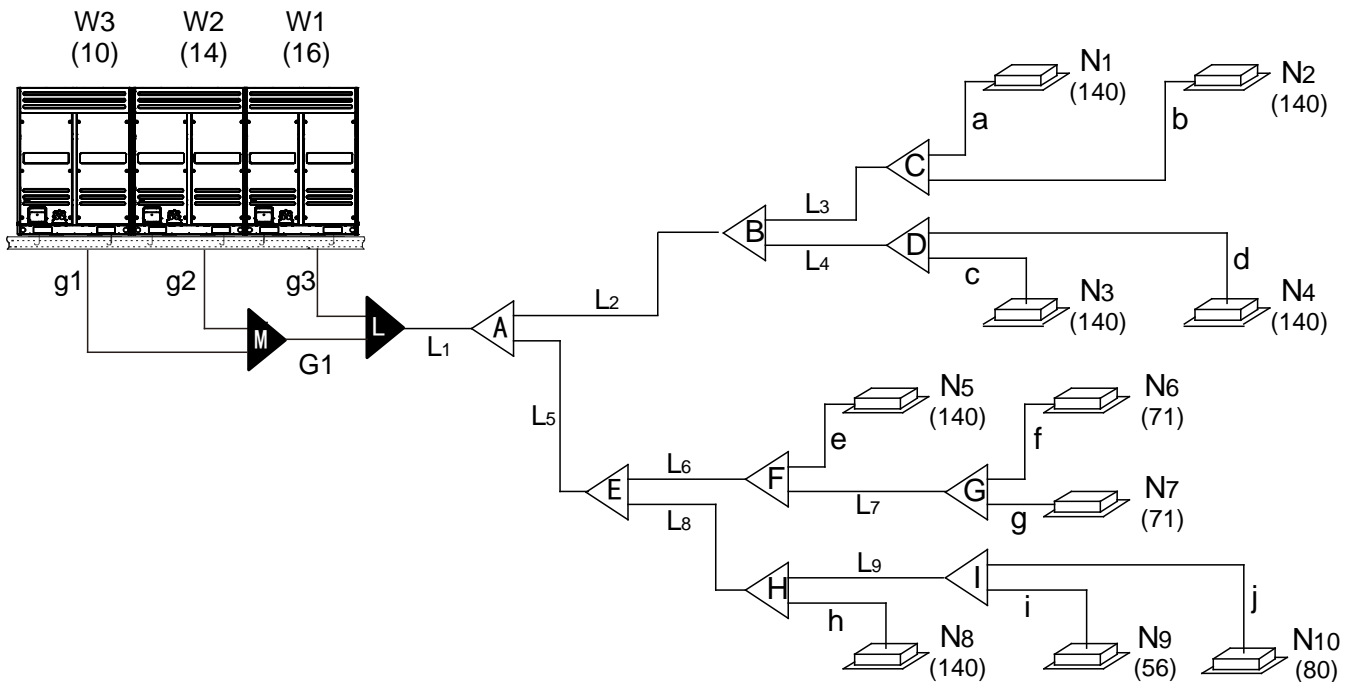 W3 W2 W1
(10) (14) (16)
N1
(140)
N2
(140)
a
b
C
L3
B
D
L4
c
d
g1 g2 g3
L2
N3
(140)
N4
(140)
M
L
G1
L1
A
L5
N5
(140)
N6
(71)
e
f
L6
F
E
G
L7
L8
g
N7
(71)
L9
H
I
h
i
j
N8
(140)
N9
(56)
N10
(80)